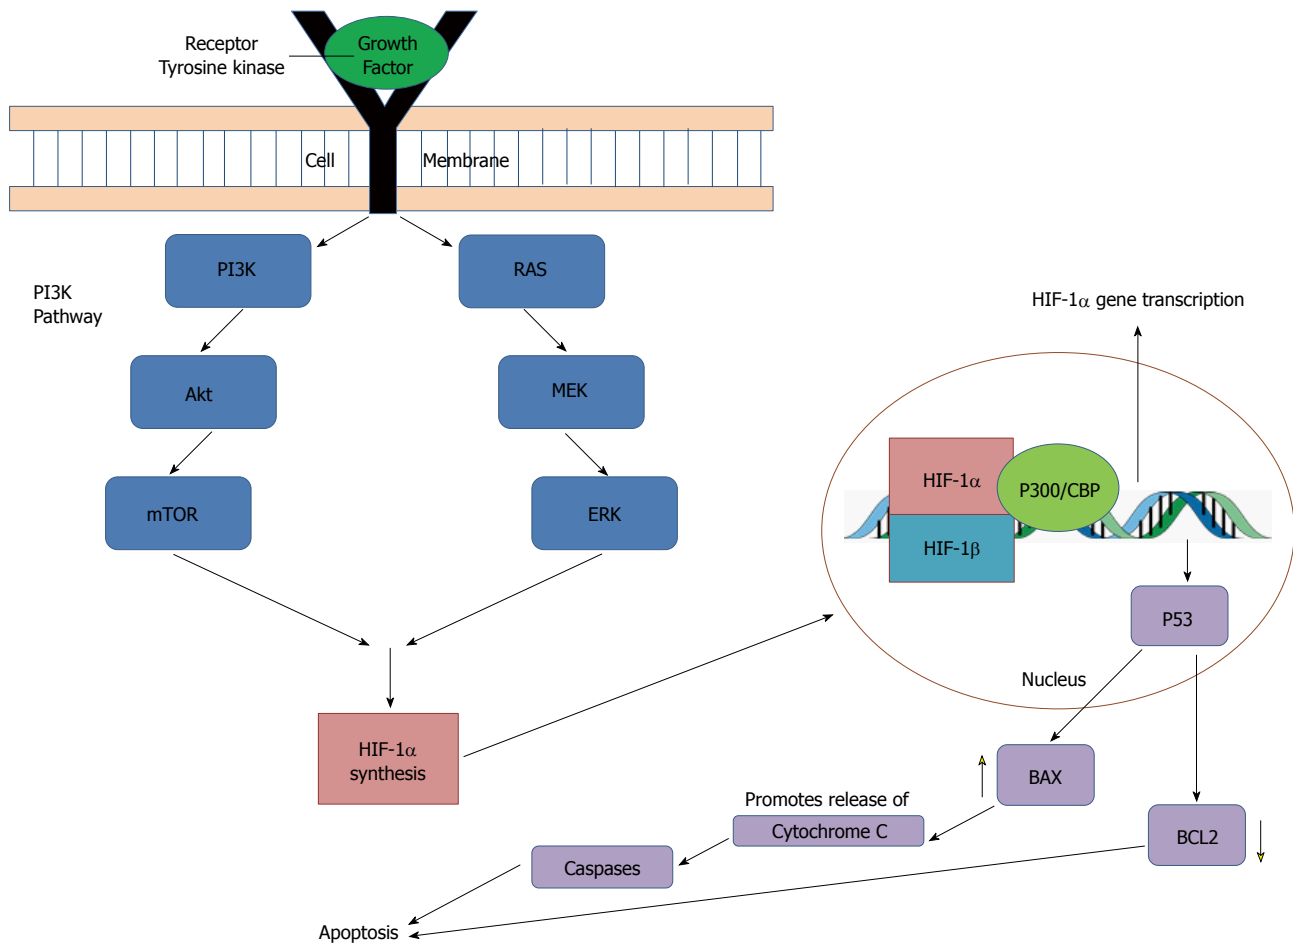 Receptor
Tyrosine kinase
Growth
Factor
Cell
Membrane
PI3K
RAS
PI3K
Pathway
HIF-1α gene transcription
Akt
MEK
mTOR
ERK
HIF-1α
P300/CBP
HIF-1β
P53
Nucleus
HIF-1α
synthesis
BAX
Promotes release of
Cytochrome C
BCL2
Caspases
Apoptosis